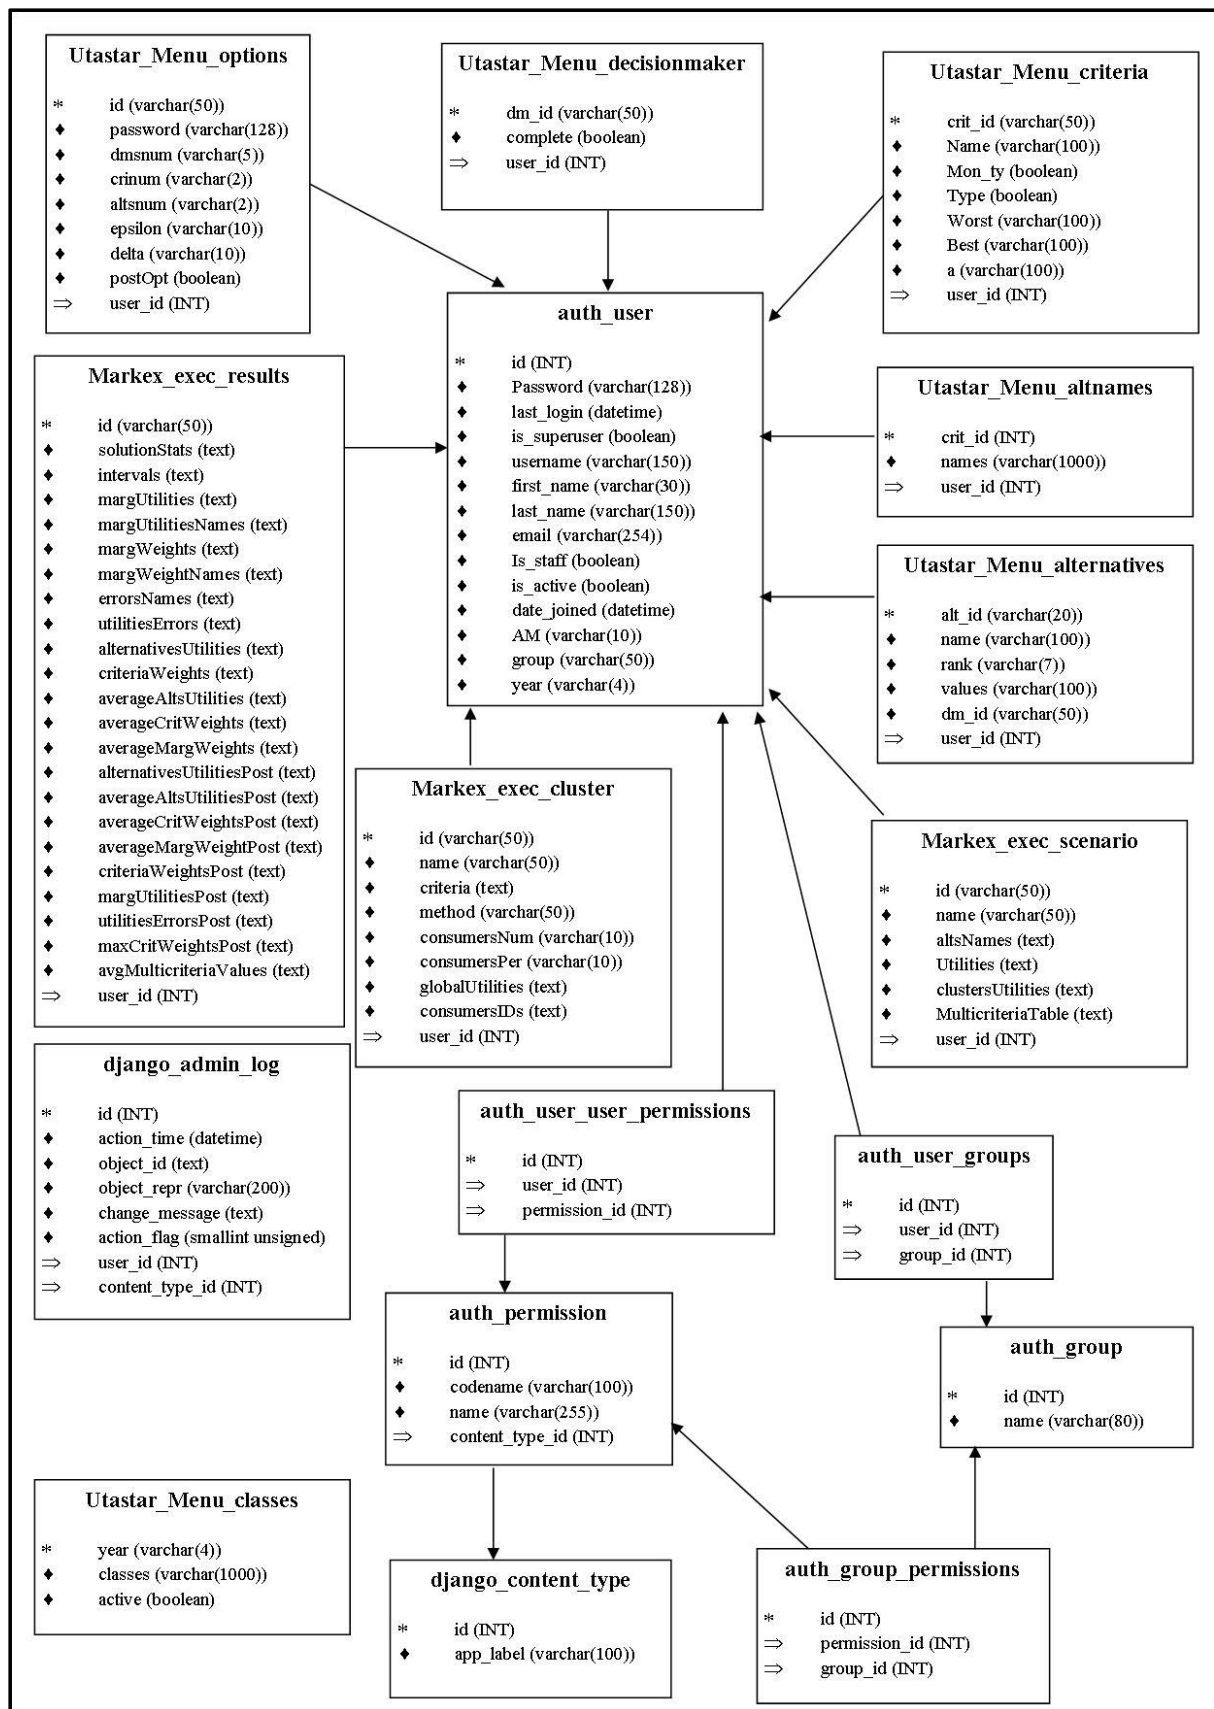 Utastar_Menu_options
* id (varchar(50))
♦ password (varchar(128))
♦ dmsnum (varchar(5))
♦ crinum (varchar(2))
♦ altsnum (varchar(2))
♦ epsilon (varchar(10))
♦ delta (varchar(10))
♦ postOpt (boolean)
⇒ user_id (INT)
Utastar_Menu_decisionmaker
* dm_id (varchar(50))
♦ complete (boolean)
⇒ user_id (INT)
Utastar_Menu_criteria
* crit_id (varchar(50))
♦ Name (varchar(100))
♦ Mon_ty (boolean)
♦ Type (boolean)
♦ Worst (varchar(100))
♦ Best (varchar(100))
♦ a (varchar(100))
⇒ user_id (INT)
auth_user
* id (INT)
♦ Password (varchar(128))
♦ last_login (datetime)
♦ is_superuser (boolean)
♦ username (varchar(150))
♦ first_name (varchar(30))
♦ last_name (varchar(150))
♦ email (varchar(254))
♦ Is_staff (boolean)
♦ is_active (boolean)
♦ date_joined (datetime)
♦ AM (varchar(10))
♦ group (varchar(50))
♦ year (varchar(4))
Markex_exec_results
* id (varchar(50))
♦ solutionStats (text)
♦ intervals (text)
♦ margUtilities (text)
♦ margUtilitiesNames (text)
♦ margWeights (text)
♦ margWeightNames (text)
♦ errorsNames (text)
♦ utilitiesErrors (text)
♦ alternativesUtilities (text)
♦ criteriaWeights (text)
♦ averageAltsUtilities (text)
♦ averageCritWeights (text)
♦ averageMargWeights (text)
♦ alternativesUtilitiesPost (text)
♦ averageAltsUtilitiesPost (text)
♦ averageCritWeightsPost (text)
♦ averageMargWeightPost (text)
♦ criteriaWeightsPost (text)
♦ margUtilitiesPost (text)
♦ utilitiesErrorsPost (text)
♦ maxCritWeightsPost (text)
♦ avgMulticriteriaValues (text)
⇒ user_id (INT)
Utastar_Menu_altnames
* crit_id (INT)
♦ names (varchar(1000))
⇒ user_id (INT)
Utastar_Menu_alternatives
* alt_id (varchar(20))
♦ name (varchar(100))
♦ rank (varchar(7))
♦ values (varchar(100))
♦ dm_id (varchar(50))
⇒ user_id (INT)
Markex_exec_cluster
* id (varchar(50))
♦ name (varchar(50))
♦ criteria (text)
♦ method (varchar(50))
♦ consumersNum (varchar(10))
♦ consumersPer (varchar(10))
♦ globalUtilities (text)
♦ consumersIDs (text)
⇒ user_id (INT)
Markex_exec_scenario
* id (varchar(50))
♦ name (varchar(50))
♦ altsNames (text)
♦ Utilities (text)
♦ clustersUtilities (text)
♦ MulticriteriaTable (text)
⇒ user_id (INT)
django_admin_log
* id (INT)
♦ action_time (datetime)
♦ object_id (text)
♦ object_repr (varchar(200))
♦ change_message (text)
♦ action_flag (smallint unsigned)
⇒ user_id (INT)
⇒ content_type_id (INT)
auth_user_user_permissions
* id (INT)
⇒ user_id (INT)
⇒ permission_id (INT)
auth_user_groups
* id (INT)
⇒ user_id (INT)
⇒ group_id (INT)
auth_permission
* id (INT)
♦ codename (varchar(100))
♦ name (varchar(255))
⇒ content_type_id (INT)
auth_group
* id (INT)
♦ name (varchar(80))
Utastar_Menu_classes
* year (varchar(4))
♦ classes (varchar(1000))
♦ active (boolean)
django_content_type
* id (INT)
♦ app_label (varchar(100))
auth_group_permissions
* id (INT)
⇒ permission_id (INT)
⇒ group_id (INT)